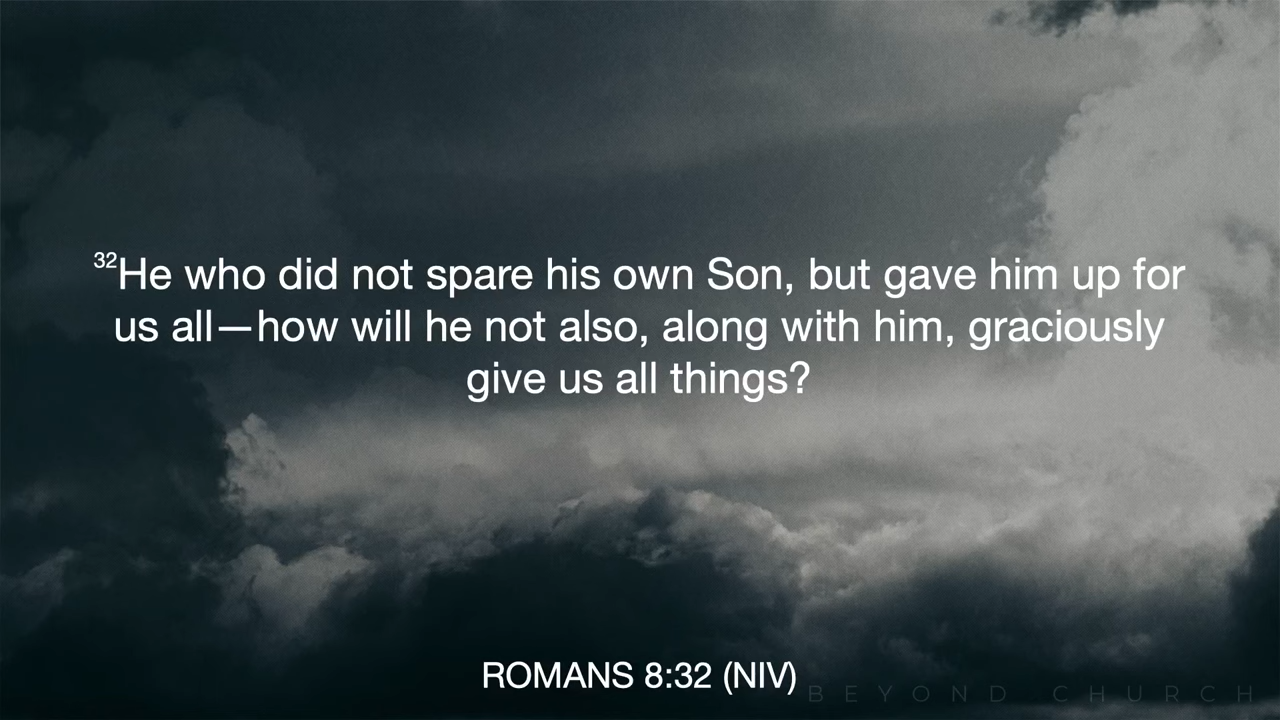 32He who did not spare his own Son, but gave him up for
us all—how will he not also, along with him, graciously
give us all things?
ROMANS 8:32 (NIV)
BEYOND CHURCH